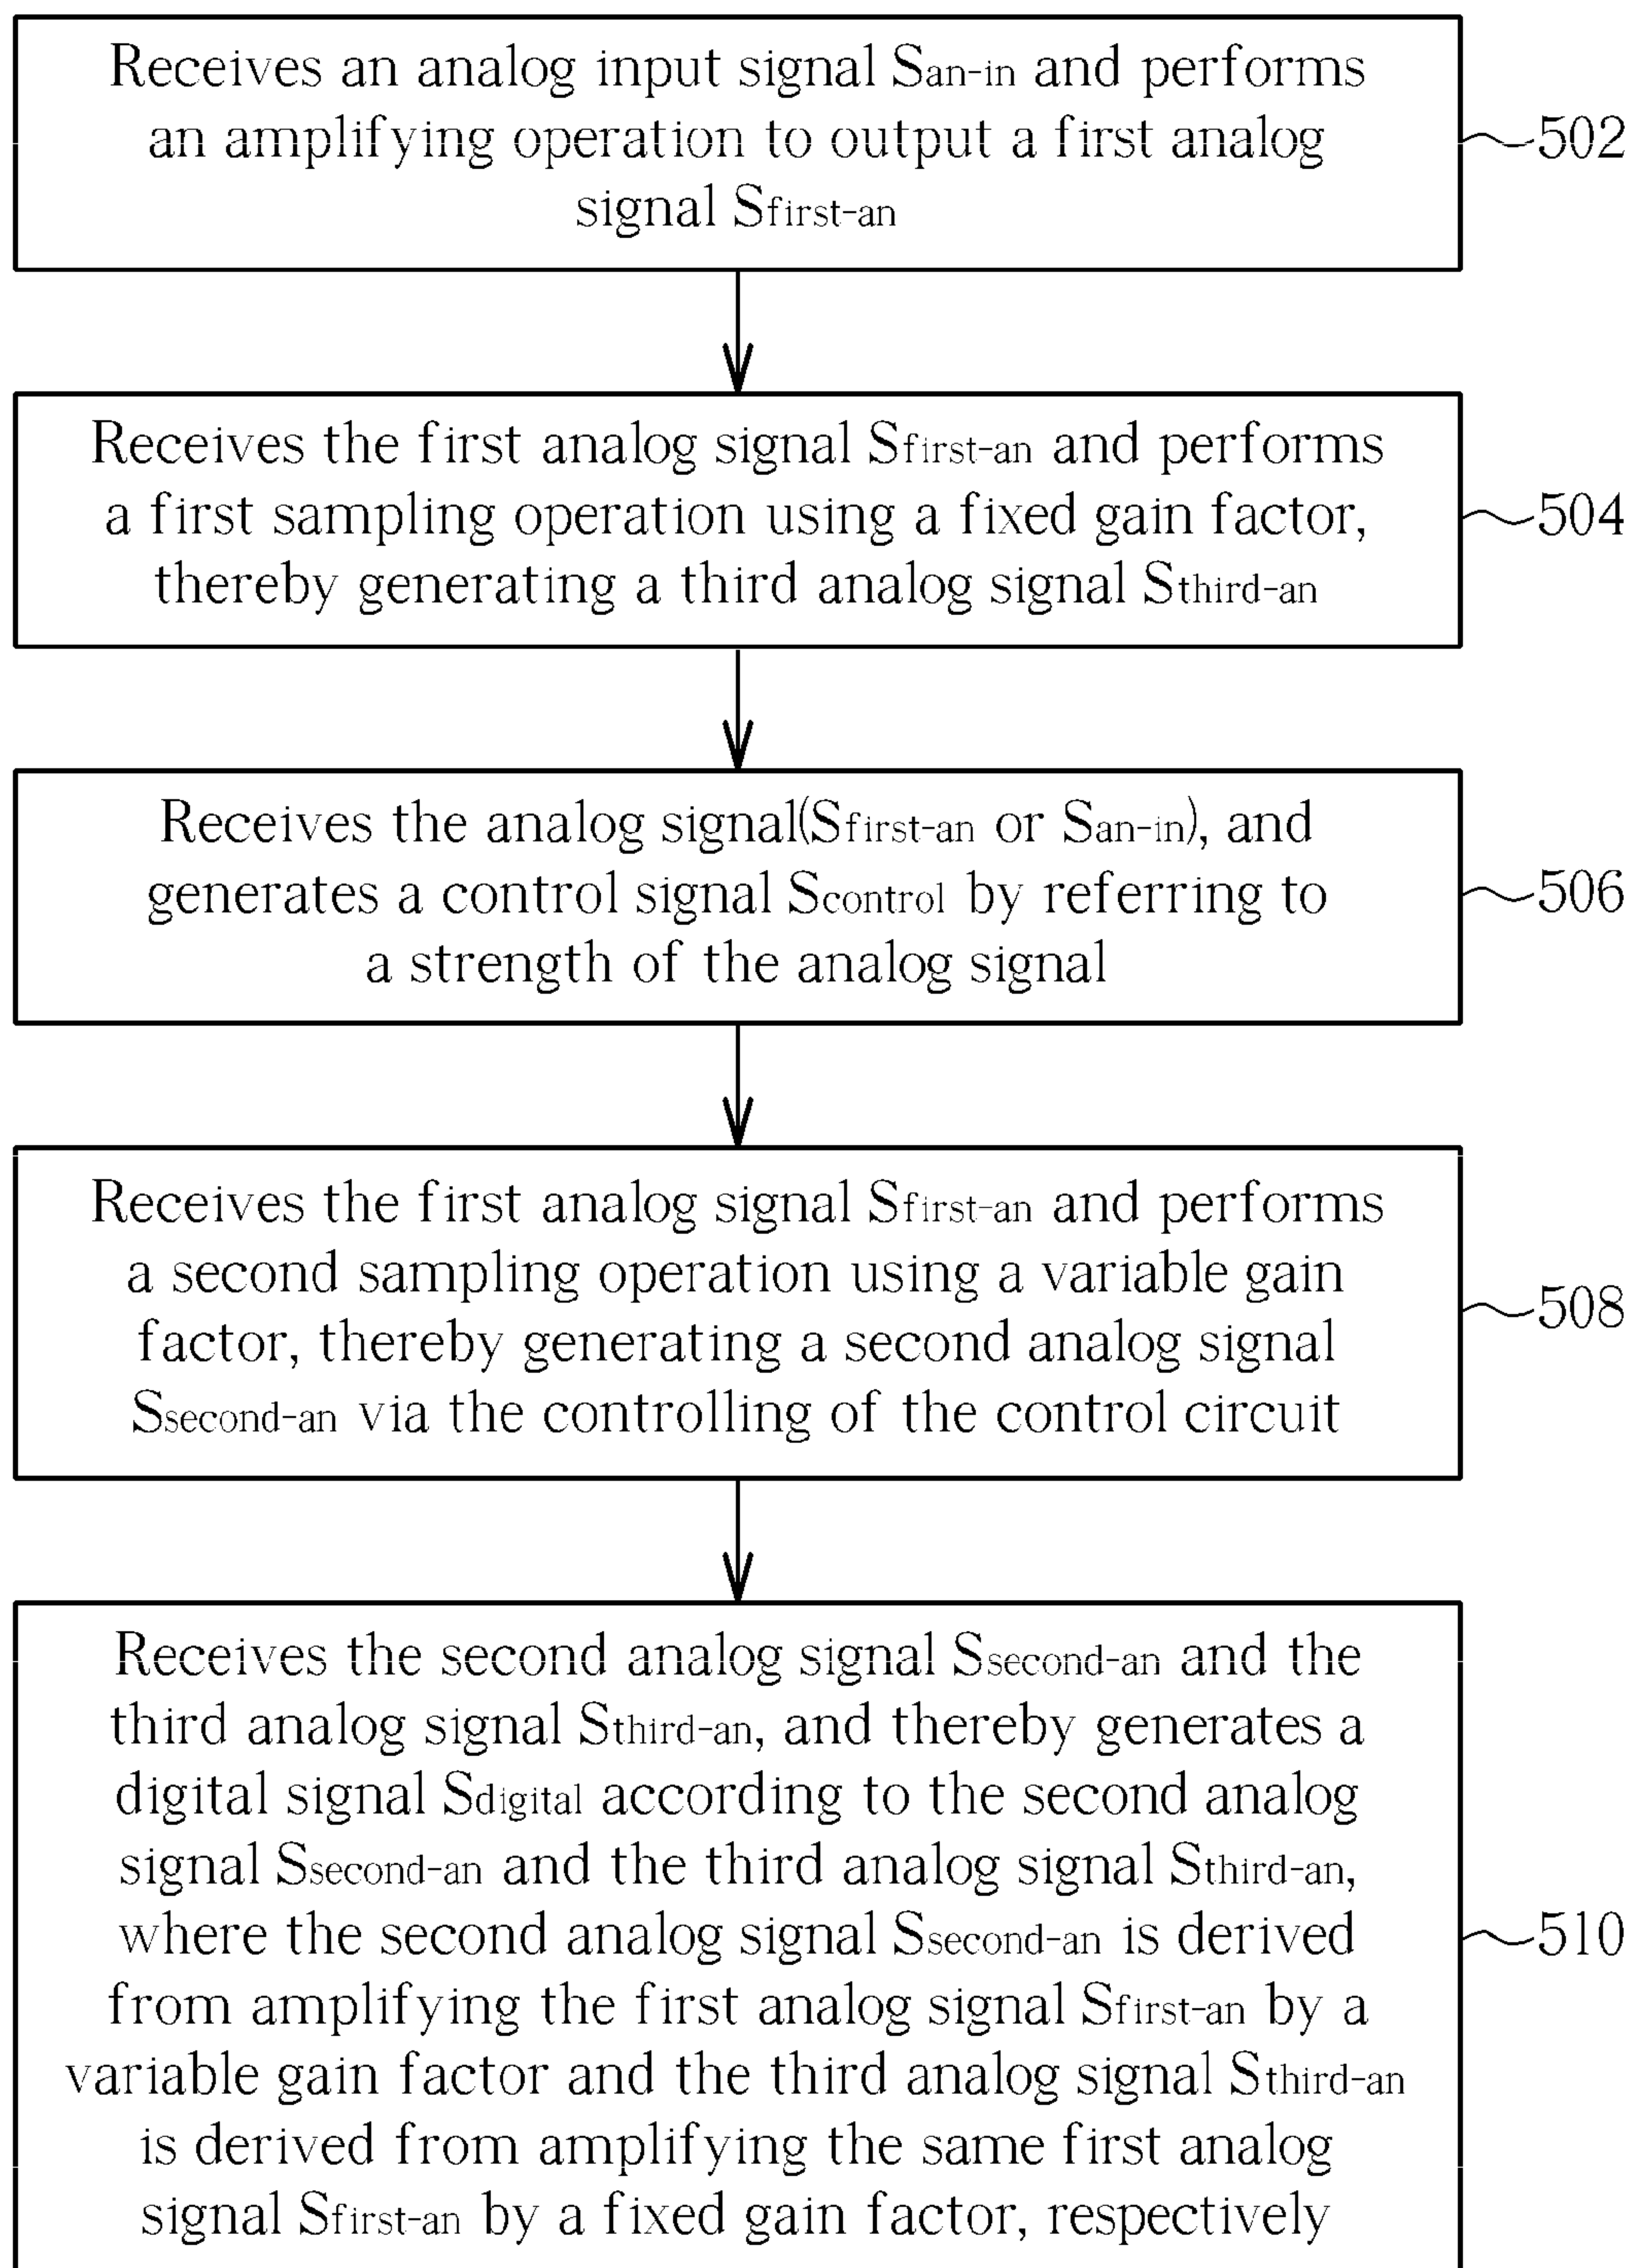 Receives an analog input signal San-in and performs
an amplifying operation to output a first analog
signal Sfirst-an
502
Receives the first analog signal Sfirst-an and performs
a first sampling operation using a fixed gain factor,
thereby generating a third analog signal Sthird-an
504
Receives the analog signal(Sfirst-an or San-in), and
generates a control signal Scontrol by referring to
a strength of the analog signal
506
Receives the first analog signal Sfirst-an and performs
a second sampling operation using a variable gain
factor, thereby generating a second analog signal
Ssecond-an via the controlling of the control circuit
508
Receives the second analog signal Ssecond-an and the
third analog signal Sthird-an, and thereby generates a
digital signal Sdigital according to the second analog
signal Ssecond-an and the third analog signal Sthird-an,
where the second analog signal Ssecond-an is derived
from amplifying the first analog signal Sfirst-an by a
variable gain factor and the third analog signal Sthird-an
is derived from amplifying the same first analog
signal Sfirst-an by a fixed gain factor, respectively
510